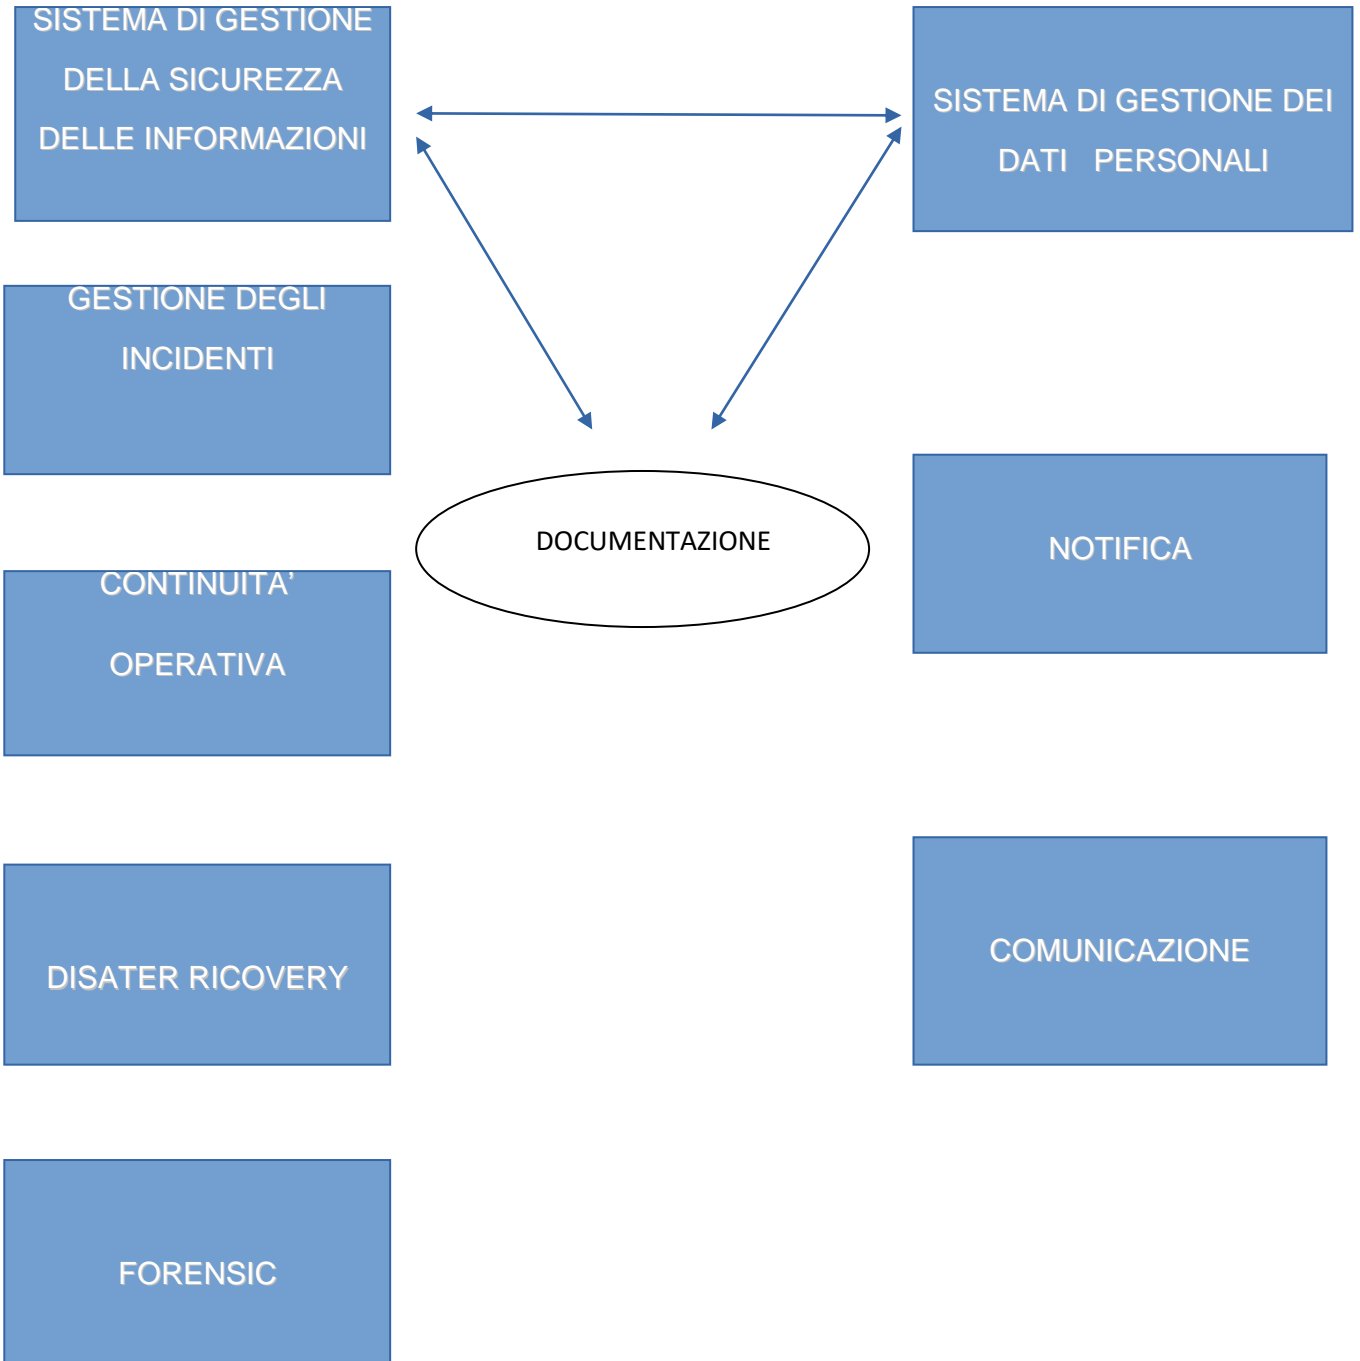 SISTEMA DI GESTIONE
DELLA SICUREZZA
DELLE INFORMAZIONI
SISTEMA DI GESTIONE DEI
DATI PERSONALI
GESTIONE DEGLI
INCIDENTI
DOCUMENTAZIONE
NOTIFICA
CONTINUITA’
OPERATIVA
DISATER RICOVERY
COMUNICAZIONE
FORENSIC